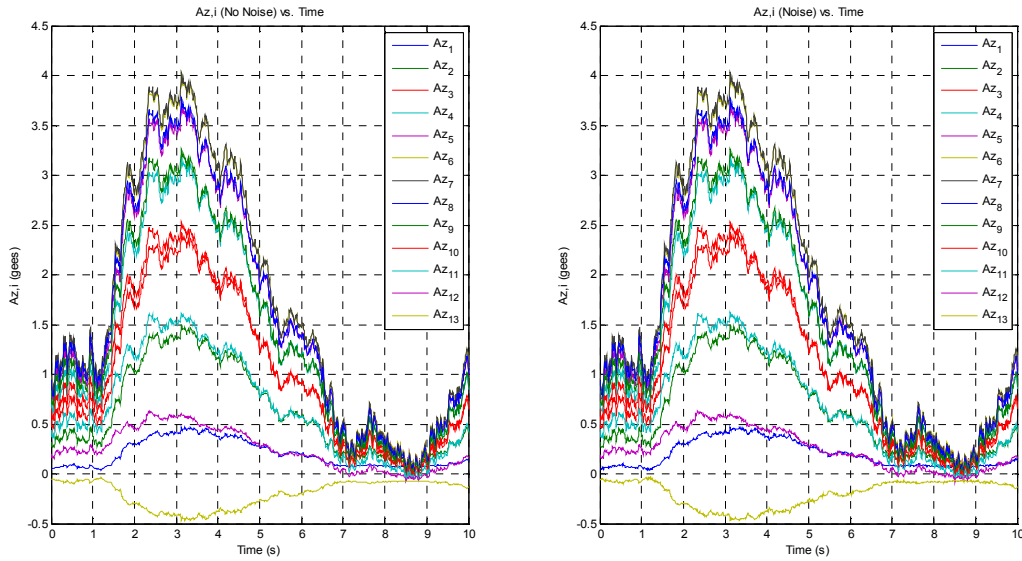 Az,i (No Noise) vs. Time
4.5
4
3.5
3
2.5
2
1.5
1
0.5
0
-0.5
0 1 2 3 4 5 6 7 8 9 10
Az,i (gees)
Time (s)
Az1
Az2
Az3
Az4
Az5
Az6
Az7
Az8
Az9
Az10
Az11
Az12
Az13
Az,i (Noise) vs. Time
4.5
4
3.5
3
2.5
2
1.5
1
0.5
0
-0.5
0 1 2 3 4 5 6 7 8 9 10
Az,i (gees)
Time (s)
Az1
Az2
Az3
Az4
Az5
Az6
Az7
Az8
Az9
Az10
Az11
Az12
Az13